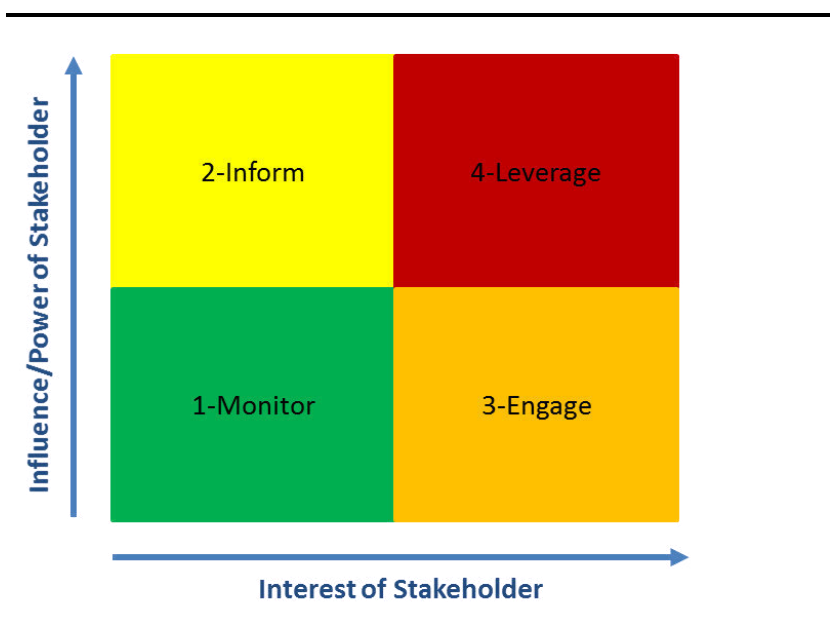 Influence/Power of Stakeholder
2-Inform
4-Leverage
1-Monitor
3-Engage
Interest of Stakeholder